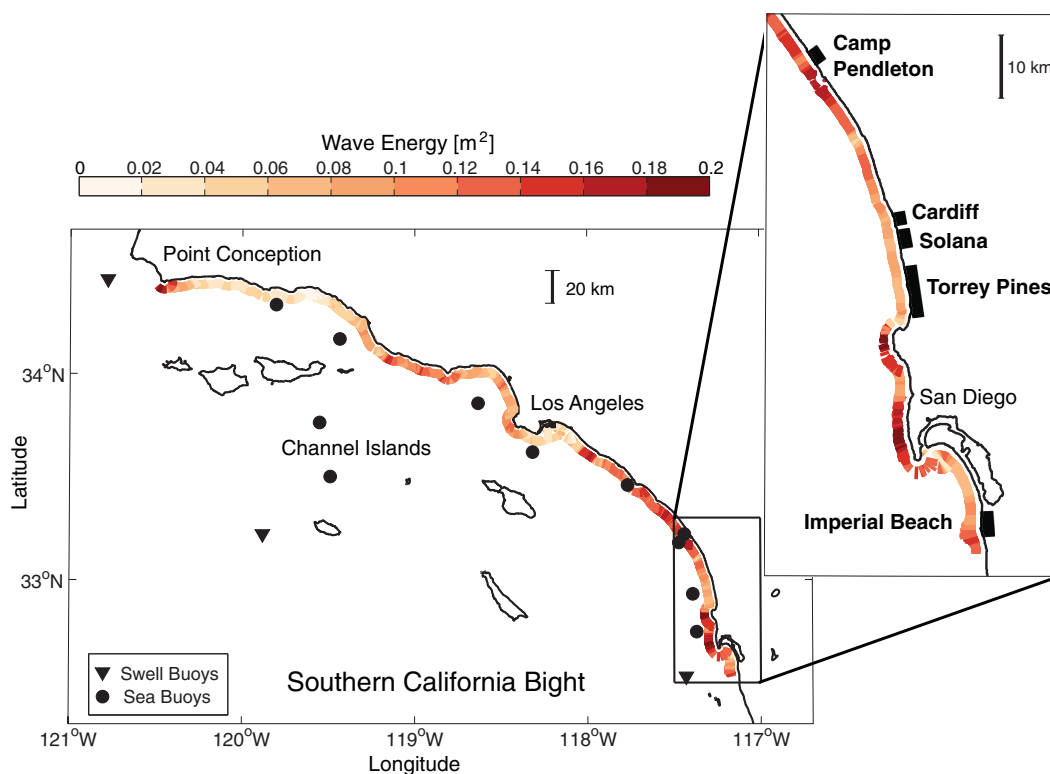 Wave Energy [m²]
0 0.02 0.04 0.06 0.08 0.1 0.12 0.14 0.16 0.18 0.2
Point Conception
20 km
Los Angeles
Channel Islands
Southern California Bight
Swell Buoys
Sea Buoys
Latitude
34°N
33°N
121°W 120°W 119°W 118°W 117°W
Longitude
Camp
Pendleton
10 km
Cardiff
Solana
Torrey Pines
San Diego
Imperial Beach